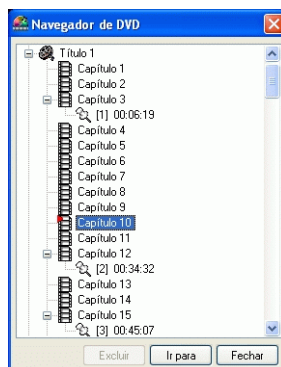 Navegador de DVD
Título 1
Capítulo 1
Capítulo 2
Capítulo 3
[1] 00:06:19
Capítulo 4
Capítulo 5
Capítulo 6
Capítulo 7
Capítulo 8
Capítulo 9
Capítulo 10
Capítulo 11
Capítulo 12
[2] 00:34:32
Capítulo 13
Capítulo 14
Capítulo 15
[3] 00:45:07
Excluir Ir para Fechar